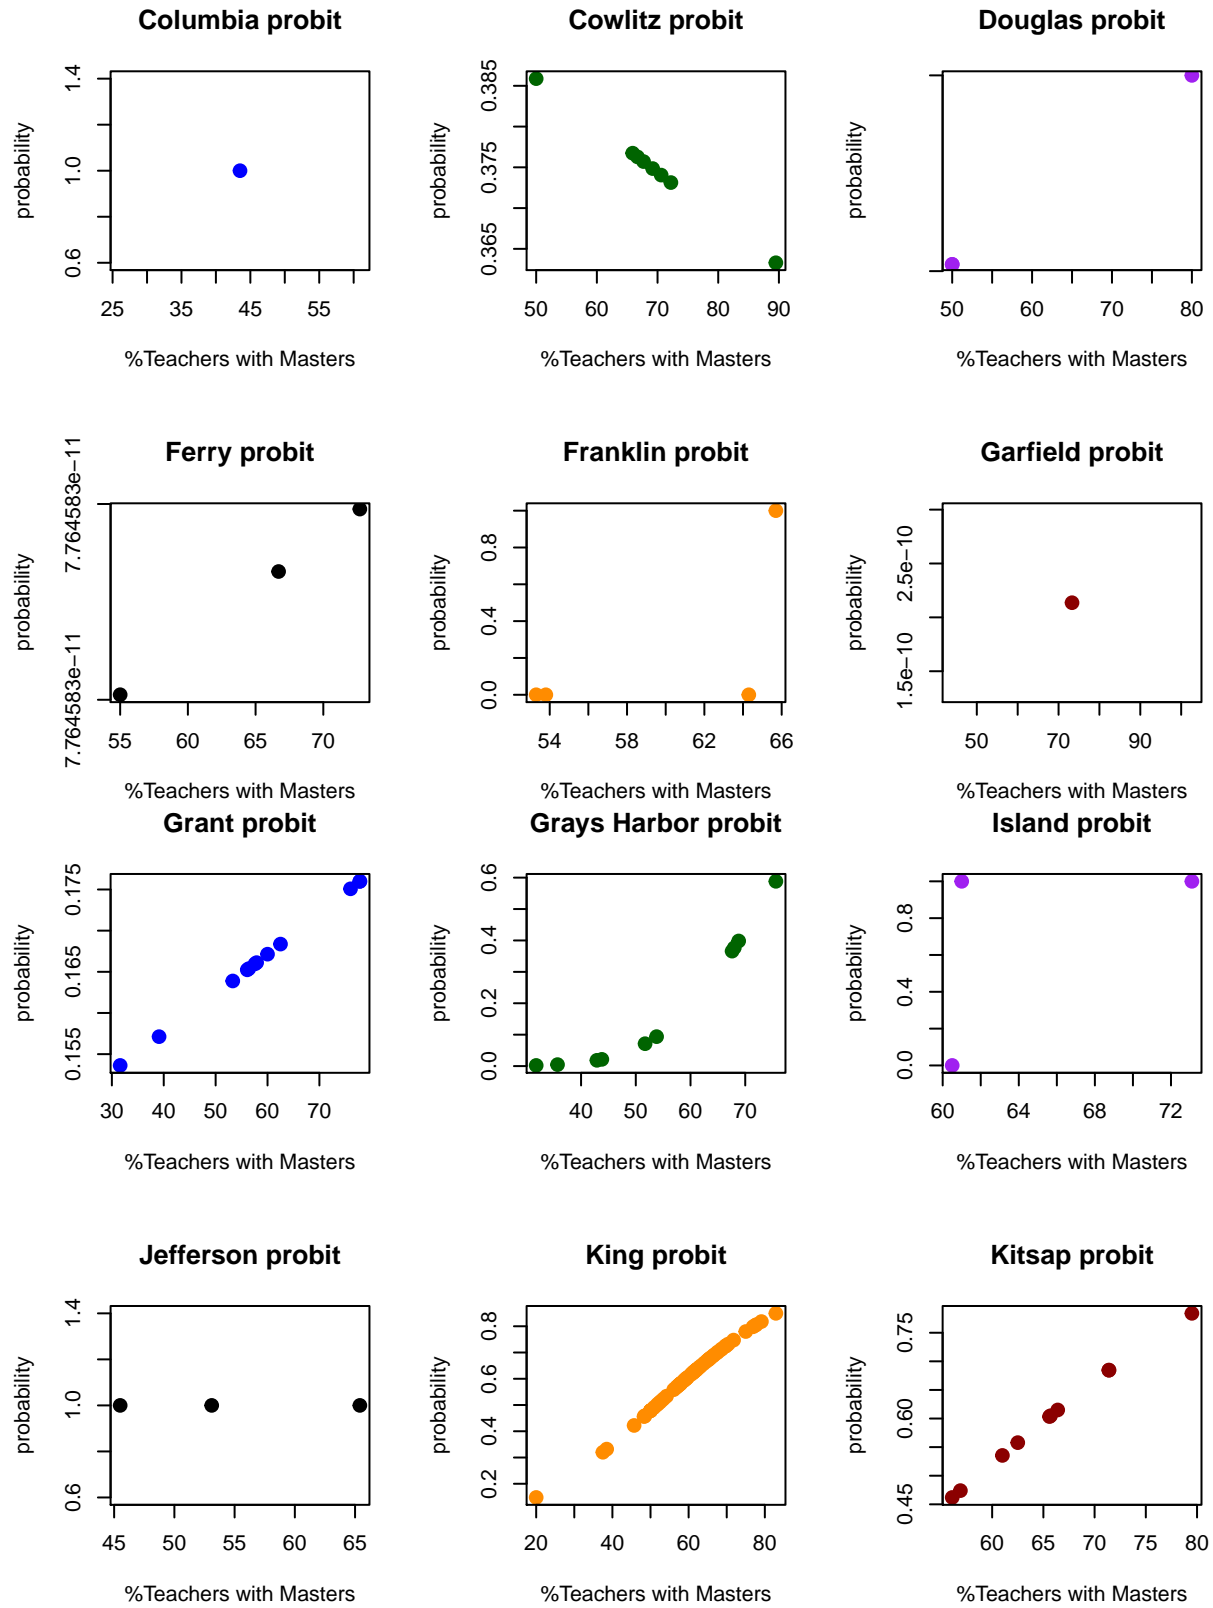 Columbia probit
probability
0.6 1.0 1.4
25 35 45 55
%Teachers with Masters
Cowlitz probit
probability
0.365 0.375 0.385
50 60 70 80 90
%Teachers with Masters
Douglas probit
probability
50 60 70 80
%Teachers with Masters
Ferry probit
probability
7.764583e−11 7.764583e−11
55 60 65 70
%Teachers with Masters
Franklin probit
probability
0.0 0.4 0.8
54 58 62 66
%Teachers with Masters
Garfield probit
probability
1.5e−10 2.5e−10
50 70 90
%Teachers with Masters
Grant probit
probability
0.155 0.165 0.175
30 40 50 60 70
%Teachers with Masters
Grays Harbor probit
probability
0.0 0.2 0.4 0.6
40 50 60 70
%Teachers with Masters
Island probit
probability
0.0 0.4 0.8
60 64 68 72
%Teachers with Masters
Jefferson probit
probability
0.6 1.0 1.4
45 50 55 60 65
%Teachers with Masters
King probit
probability
0.2 0.4 0.6 0.8
20 40 60 80
%Teachers with Masters
Kitsap probit
probability
0.45 0.60 0.75
60 65 70 75 80
%Teachers with Masters